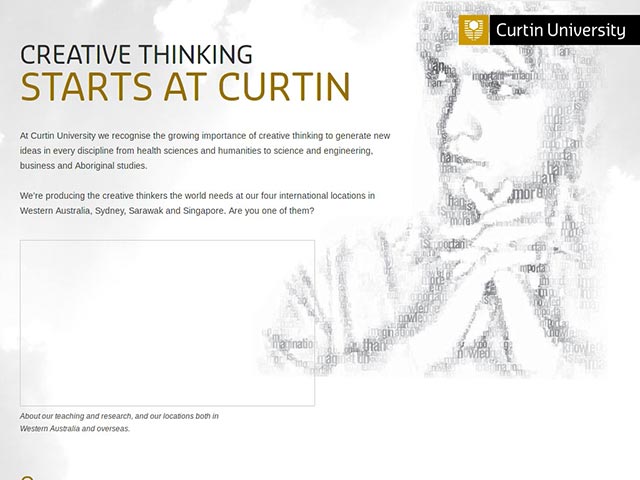 Curtin University
CREATIVE THINKING
STARTS AT CURTIN
At Curtin University we recognise the growing importance of creative thinking to generate new
ideas in every discipline from health sciences and humanities to science and engineering,
business and Aboriginal studies.
We're producing the creative thinkers the world needs at our four international locations in
Western Australia, Sydney, Sarawak and Singapore. Are you one of them?
important
more
important
than
About our teaching and research, and our locations both in
Western Australia and overseas.